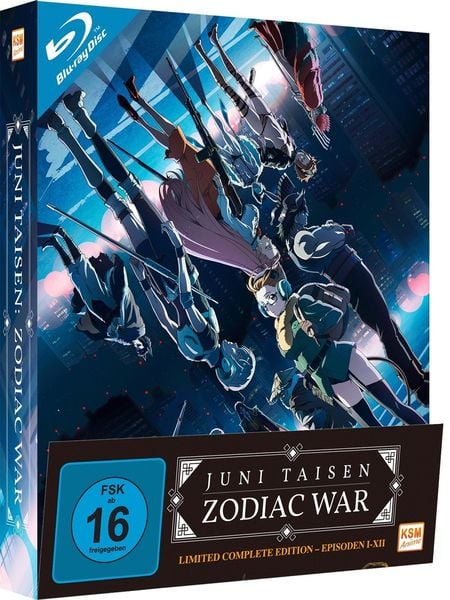 KSM
Anime
Blu-ray Disc
JUNI TAISEN: ZODIAC WAR
FSK
ab
16
freigegeben
JUNI TAISEN
ZODIAC WAR
LIMITED COMPLETE EDITION – EPISODEN I-XII
KSM
Anime